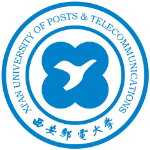 XI'AN UNIVERSITY OF POSTS & TELECOMMUNICATIONS
西安郵電大學